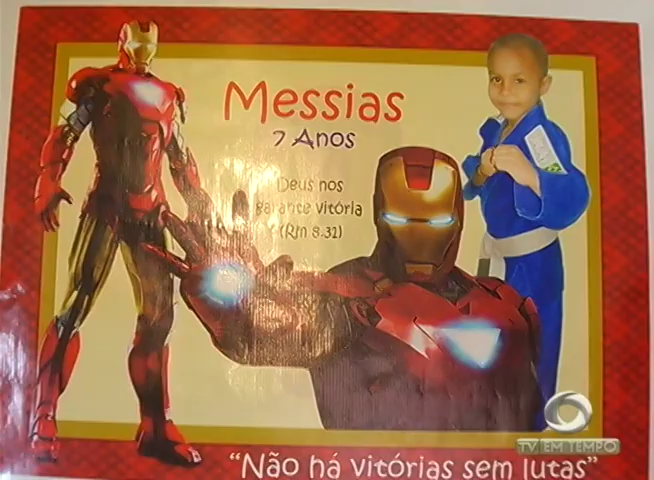 Messias
7 Anos
Deus nos
garante vitória
(Rm 8.32)
"Não há vitórias sem lutas"
TV EM TEMPO